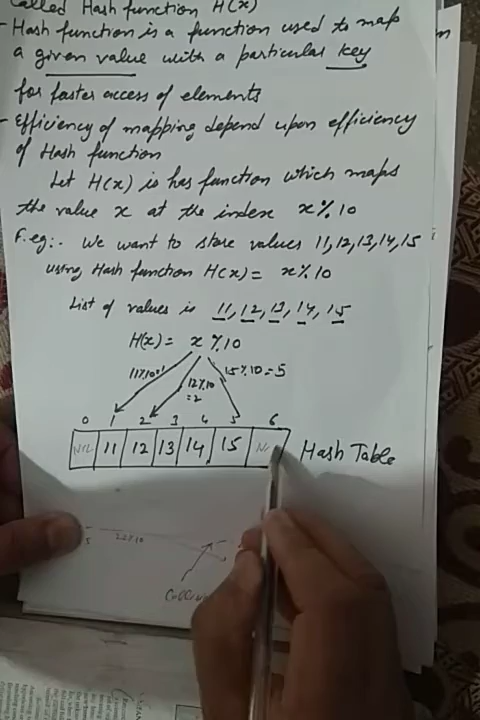 called Hash function H(x)
- Hash function is a function used to map
a given value with a particular key
for faster access of elements
- Efficiency of mapping depend upon efficiency
of Hash function
Let H(x) is has function which maps
the value x at the index x%10
F.eg:- We want to store values 11,12,13,14,15
using Hash function H(x) = x%10
List of values is 11, 12, 13, 14, 15
H(x) = x%10
11%10=1 12%10=2 15%10=5
0 1 2 3 4 5 6
NIL 11 12 13 14 15 Hash Table
22%10